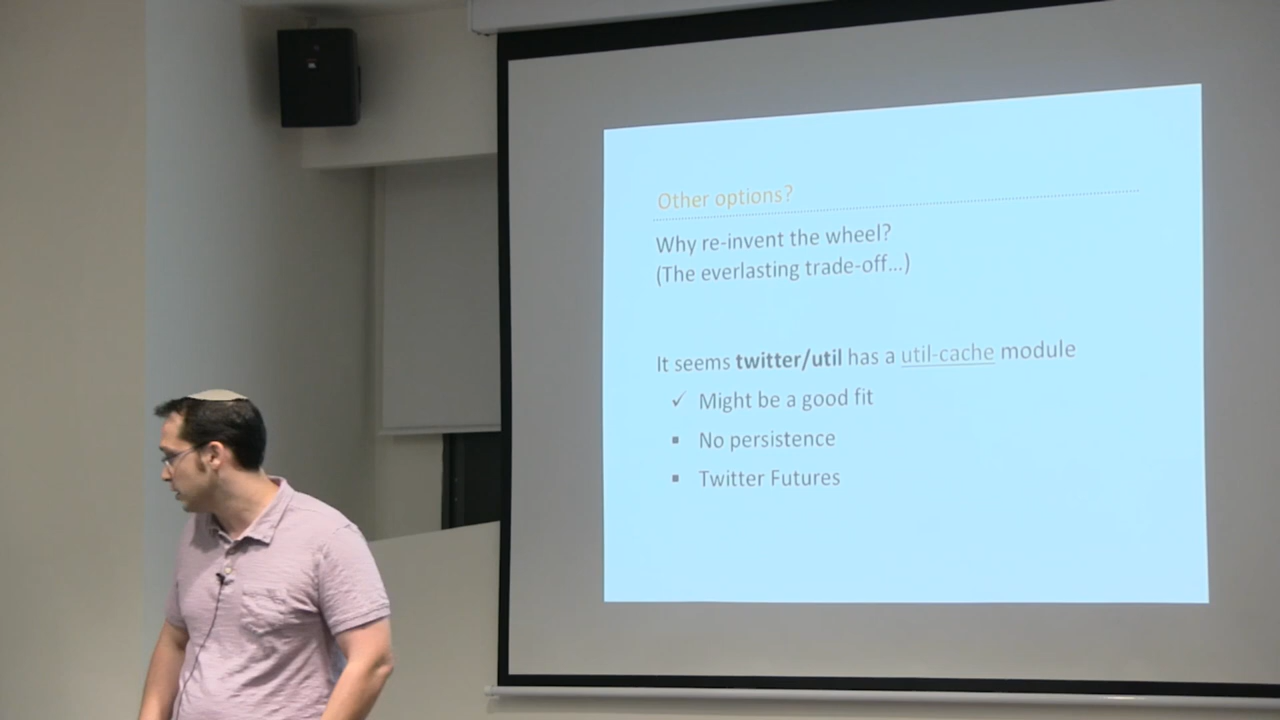 Other options?
Why re-invent the wheel?
(The everlasting trade-off...)
It seems twitter/util has a util-cache module
✓ Might be a good fit
▪ No persistence
▪ Twitter Futures